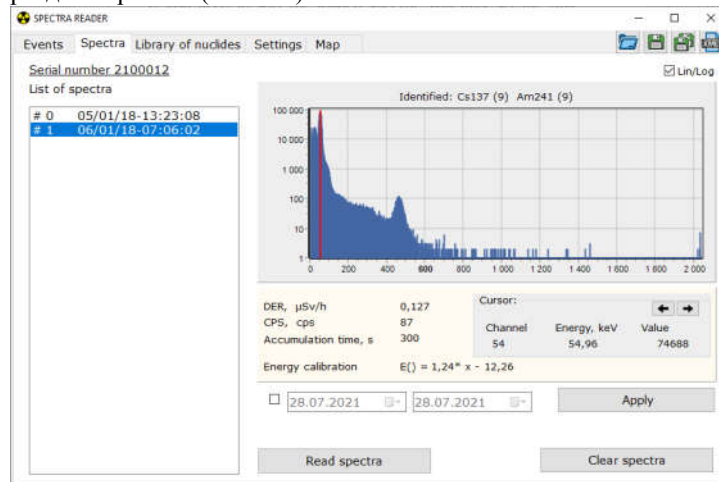 SPECTRA READER
Events Spectra Library of nuclides Settings Map
Serial number 2100012
Lin/Log
List of spectra
# 0 05/01/18-13:23:08
# 1 06/01/18-07:06:02
Identified: Cs137 (9) Am241 (9)
100 000
10 000
1 000
100
10
1
0 200 400 600 800 1 000 1 200 1 400 1 600 1 800 2 000
DER, µSv/h 0,127
CPS, cps 87
Accumulation time, s 300
Energy calibration E() = 1,24* x - 12,26
Cursor:
Channel Energy, keV Value
54 54,96 74688
28.07.2021 28.07.2021 Apply
Read spectra Clear spectra